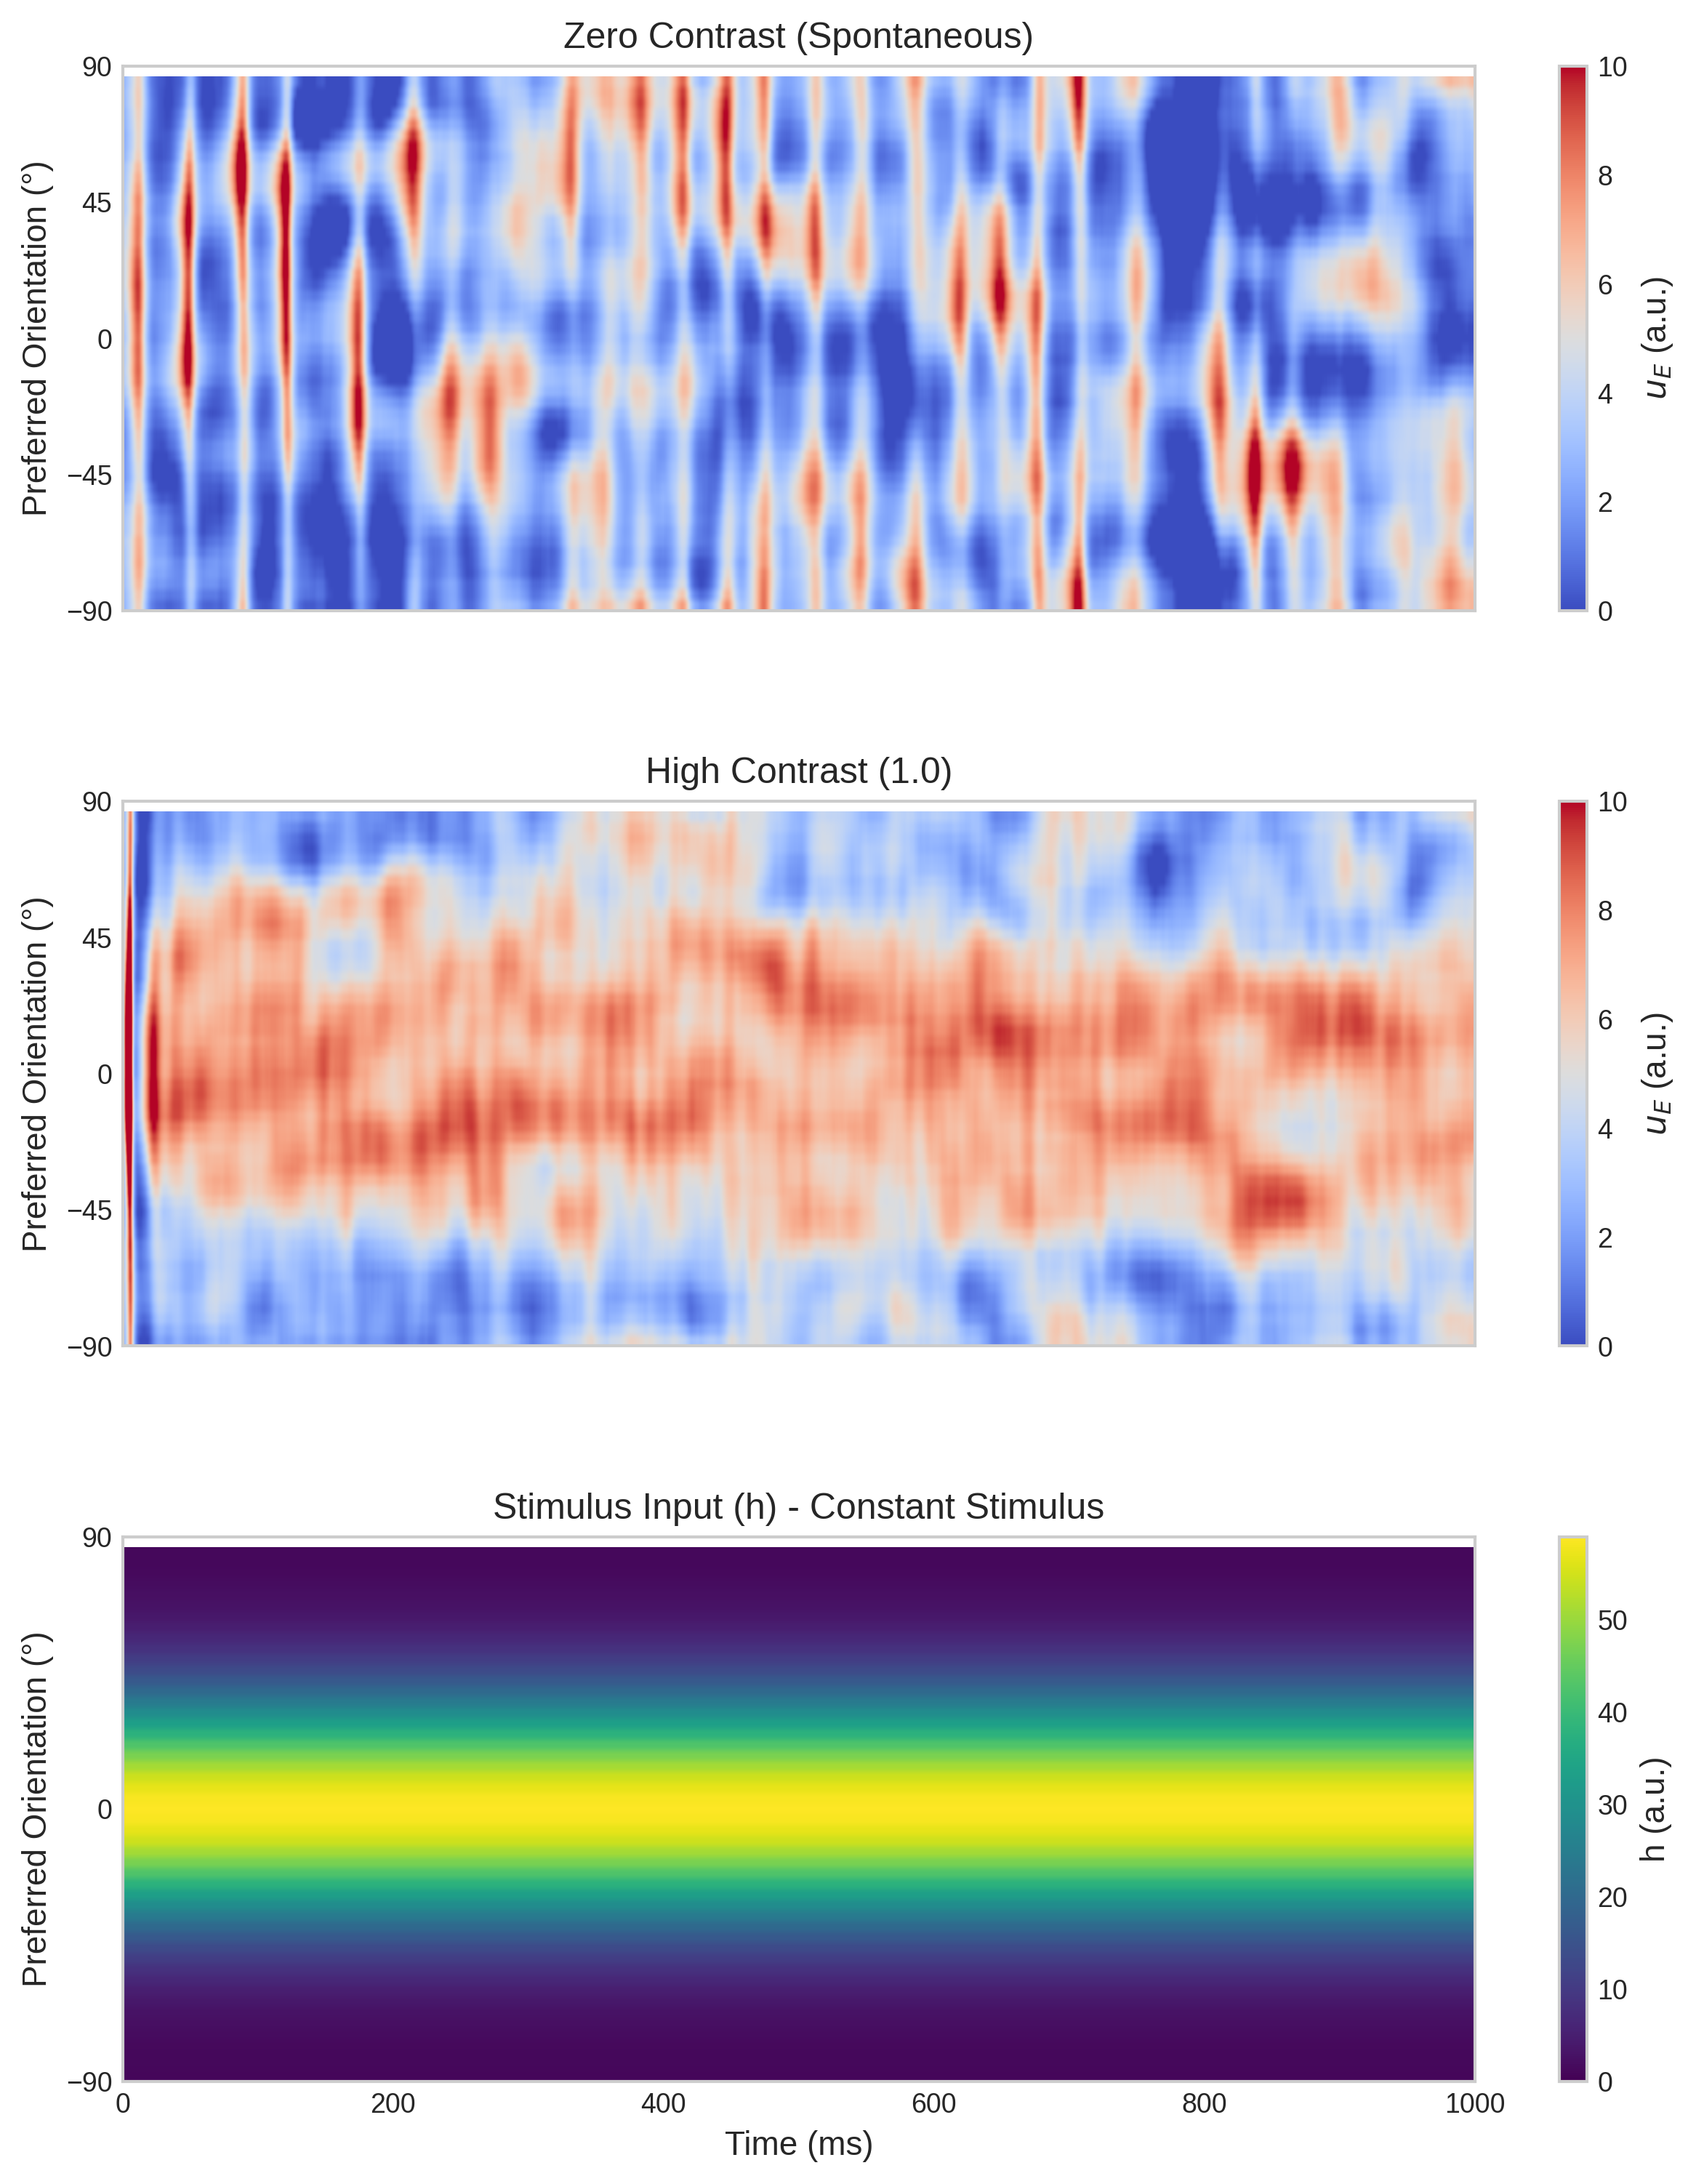 Zero Contrast (Spontaneous)
90
45
0
−45
−90
Preferred Orientation (°)
10
8
6
4
2
0
u_E (a.u.)
High Contrast (1.0)
90
45
0
−45
−90
Preferred Orientation (°)
10
8
6
4
2
0
u_E (a.u.)
Stimulus Input (h) - Constant Stimulus
90
0
−90
Preferred Orientation (°)
50
40
30
20
10
0
h (a.u.)
0 200 400 600 800 1000
Time (ms)